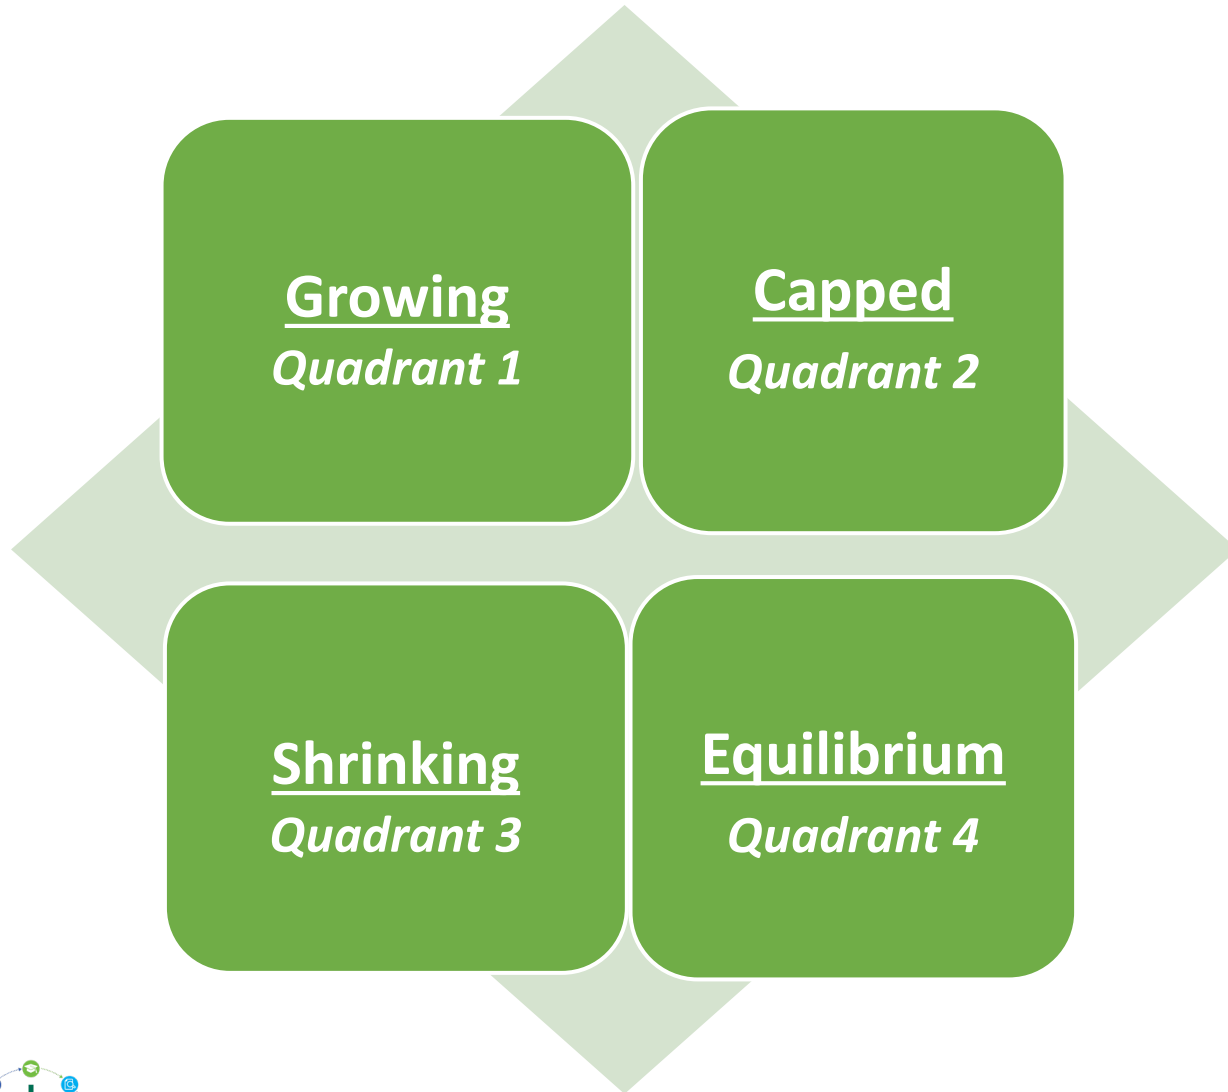 Growing
Quadrant 1
Capped
Quadrant 2
Shrinking
Quadrant 3
Equilibrium
Quadrant 4